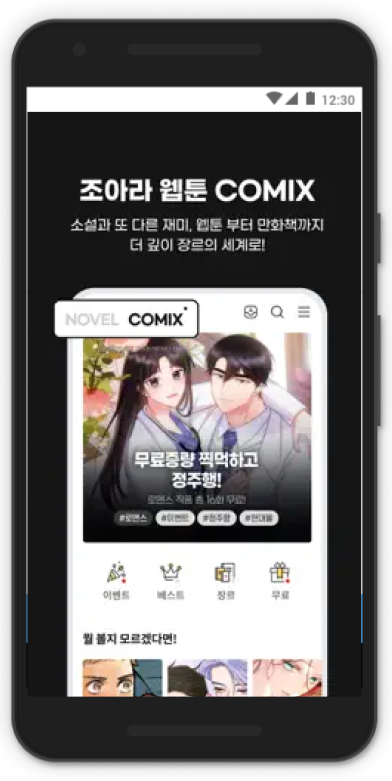 12:30
조아라 웹툰 COMIX
소설과 또 다른 재미, 웹툰 부터 만화책까지
더 깊이 장르의 세계로!
NOVEL COMIX
무료증량 찍먹하고
정주행!
로맨스 작품 총 16화 무료!
#로맨스 #이벤트 #정주행 #현대물
이벤트 베스트 장르 무료
뭘 볼지 모르겠다면!